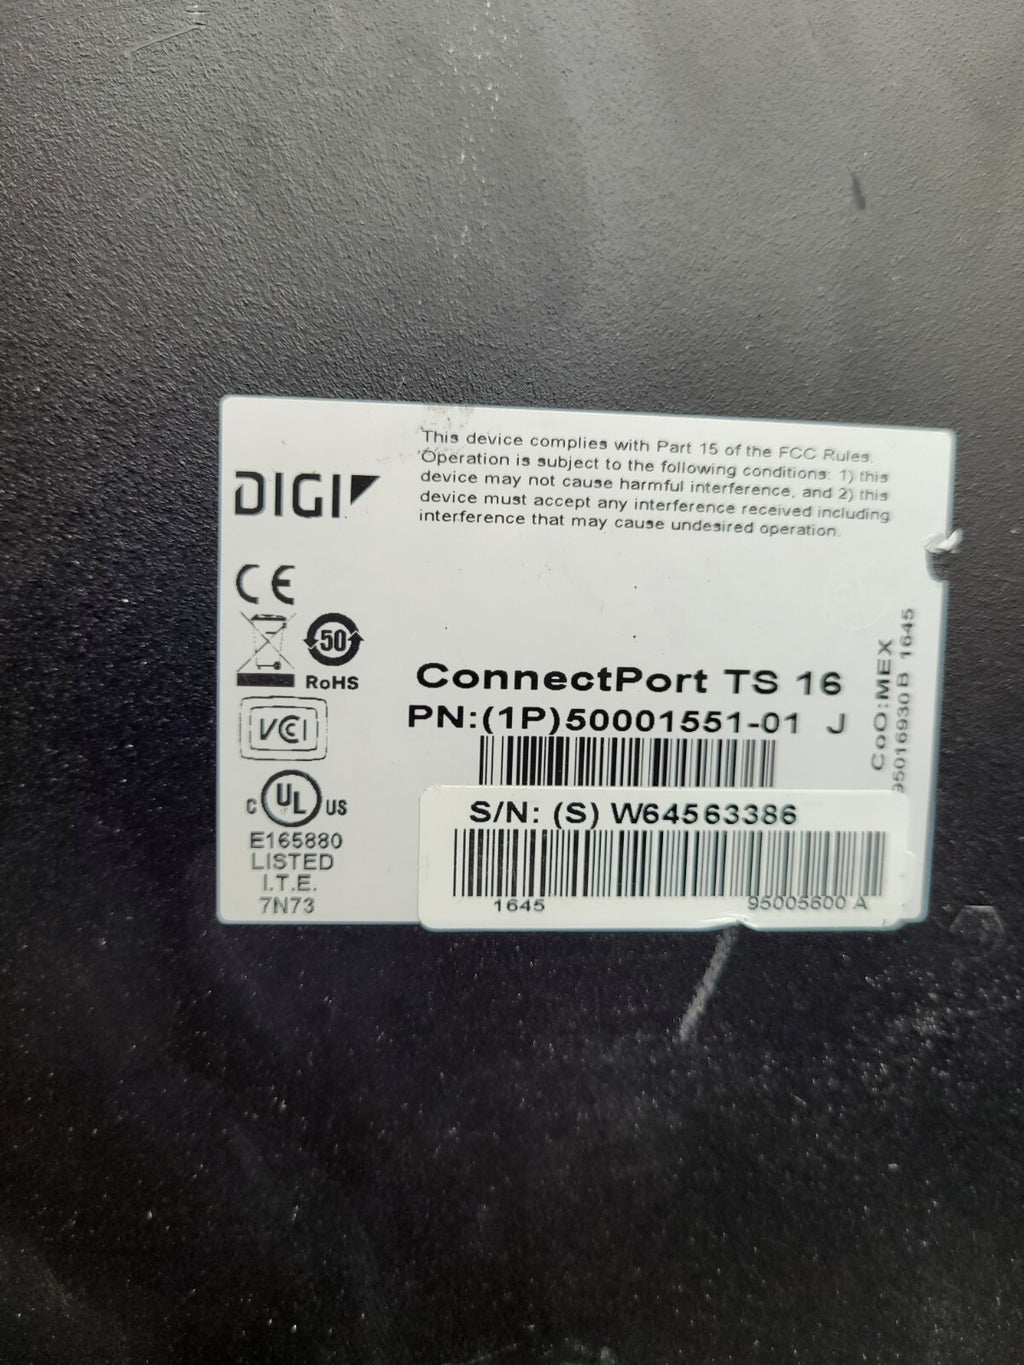 This device complies with Part 15 of the FCC Rules.
Operation is subject to the following conditions: 1) this
device may not cause harmful interference, and 2) this
device must accept any interference received including
interference that may cause undesired operation.
DIGI
CE
50
RoHS
VCI
ConnectPort TS 16
PN:(1P)50001551-01 J
CoO:MEX
95016930 B 1645
C UL US
E165880
LISTED
I.T.E.
7N73
S/N: (S) W64563386
1645 95005600 A